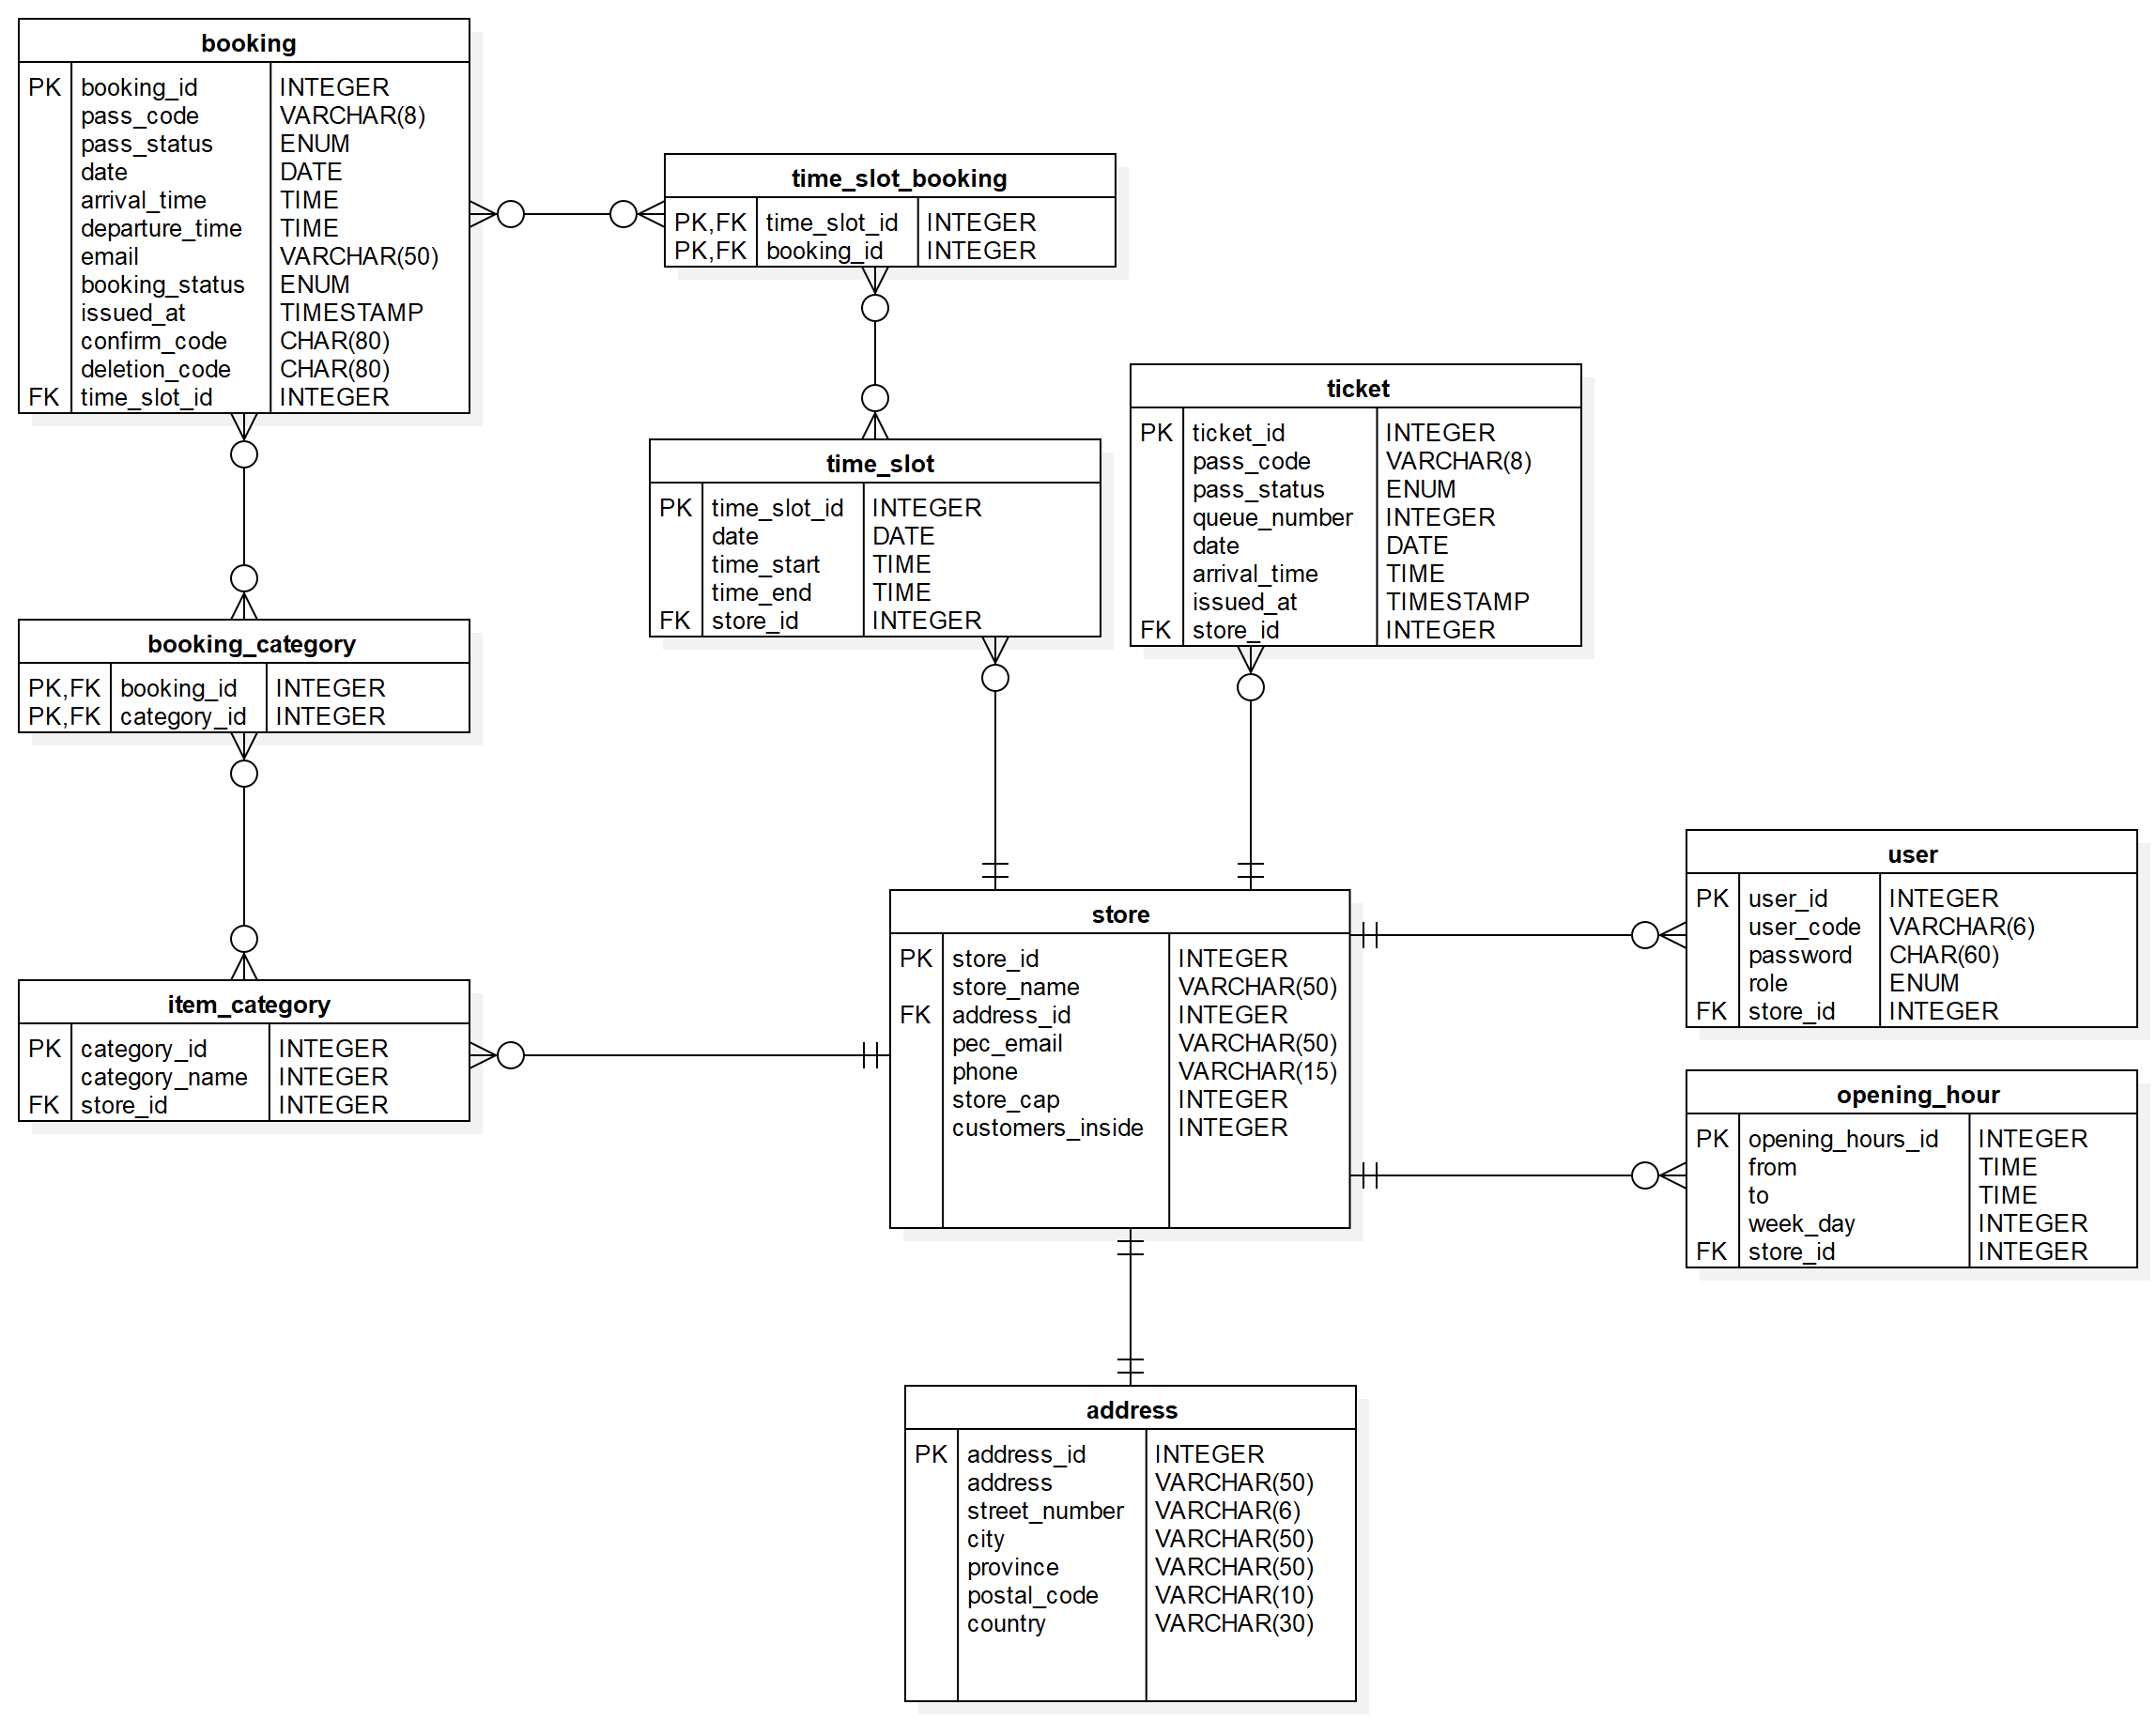 booking
PK booking_id INTEGER
pass_code VARCHAR(8)
pass_status ENUM
date DATE
arrival_time TIME
departure_time TIME
email VARCHAR(50)
booking_status ENUM
issued_at TIMESTAMP
confirm_code CHAR(80)
deletion_code CHAR(80)
FK time_slot_id INTEGER
time_slot_booking
PK,FK time_slot_id INTEGER
PK,FK booking_id INTEGER
time_slot
PK time_slot_id INTEGER
date DATE
time_start TIME
time_end TIME
FK store_id INTEGER
ticket
PK ticket_id INTEGER
pass_code VARCHAR(8)
pass_status ENUM
queue_number INTEGER
date DATE
arrival_time TIME
issued_at TIMESTAMP
FK store_id INTEGER
booking_category
PK,FK booking_id INTEGER
PK,FK category_id INTEGER
item_category
PK category_id INTEGER
category_name INTEGER
FK store_id INTEGER
store
PK store_id INTEGER
store_name VARCHAR(50)
FK address_id INTEGER
pec_email VARCHAR(50)
phone VARCHAR(15)
store_cap INTEGER
customers_inside INTEGER
user
PK user_id INTEGER
user_code VARCHAR(6)
password CHAR(60)
role ENUM
FK store_id INTEGER
opening_hour
PK opening_hours_id INTEGER
from TIME
to TIME
week_day INTEGER
FK store_id INTEGER
address
PK address_id INTEGER
address VARCHAR(50)
street_number VARCHAR(6)
city VARCHAR(50)
province VARCHAR(50)
postal_code VARCHAR(10)
country VARCHAR(30)